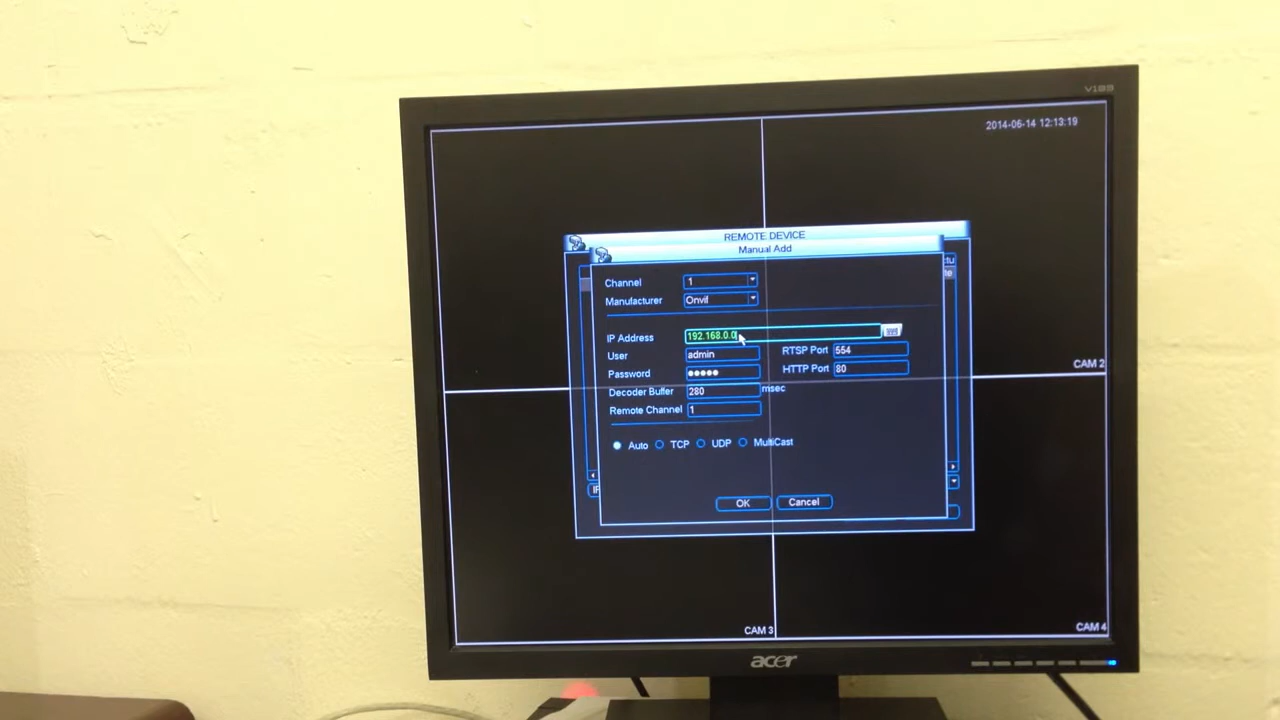 V193
2014-06-14 12:13:19
REMOTE DEVICE
Manual Add
Channel 1
Manufacturer Onvif
IP Address 192.168.0.0
User admin RTSP Port 554
Password ●●●●● HTTP Port 80
Decoder Buffer 280 msec
Remote Channel 1
Auto TCP UDP MultiCast
OK Cancel
CAM 2
CAM 3
CAM 4
acer